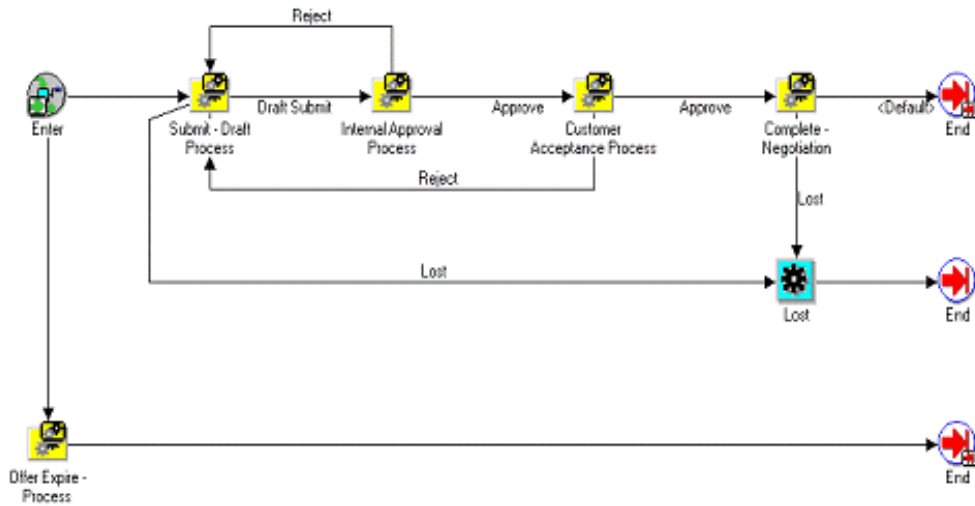 Reject
Enter
Draft Submit
Approve
Approve
<Default>
End
Submit - Draft
Process
Internal Approval
Process
Customer
Acceptance Process
Complete -
Negotiation
Reject
Lost
Lost
Lost
End
Offer Expire -
Process
End